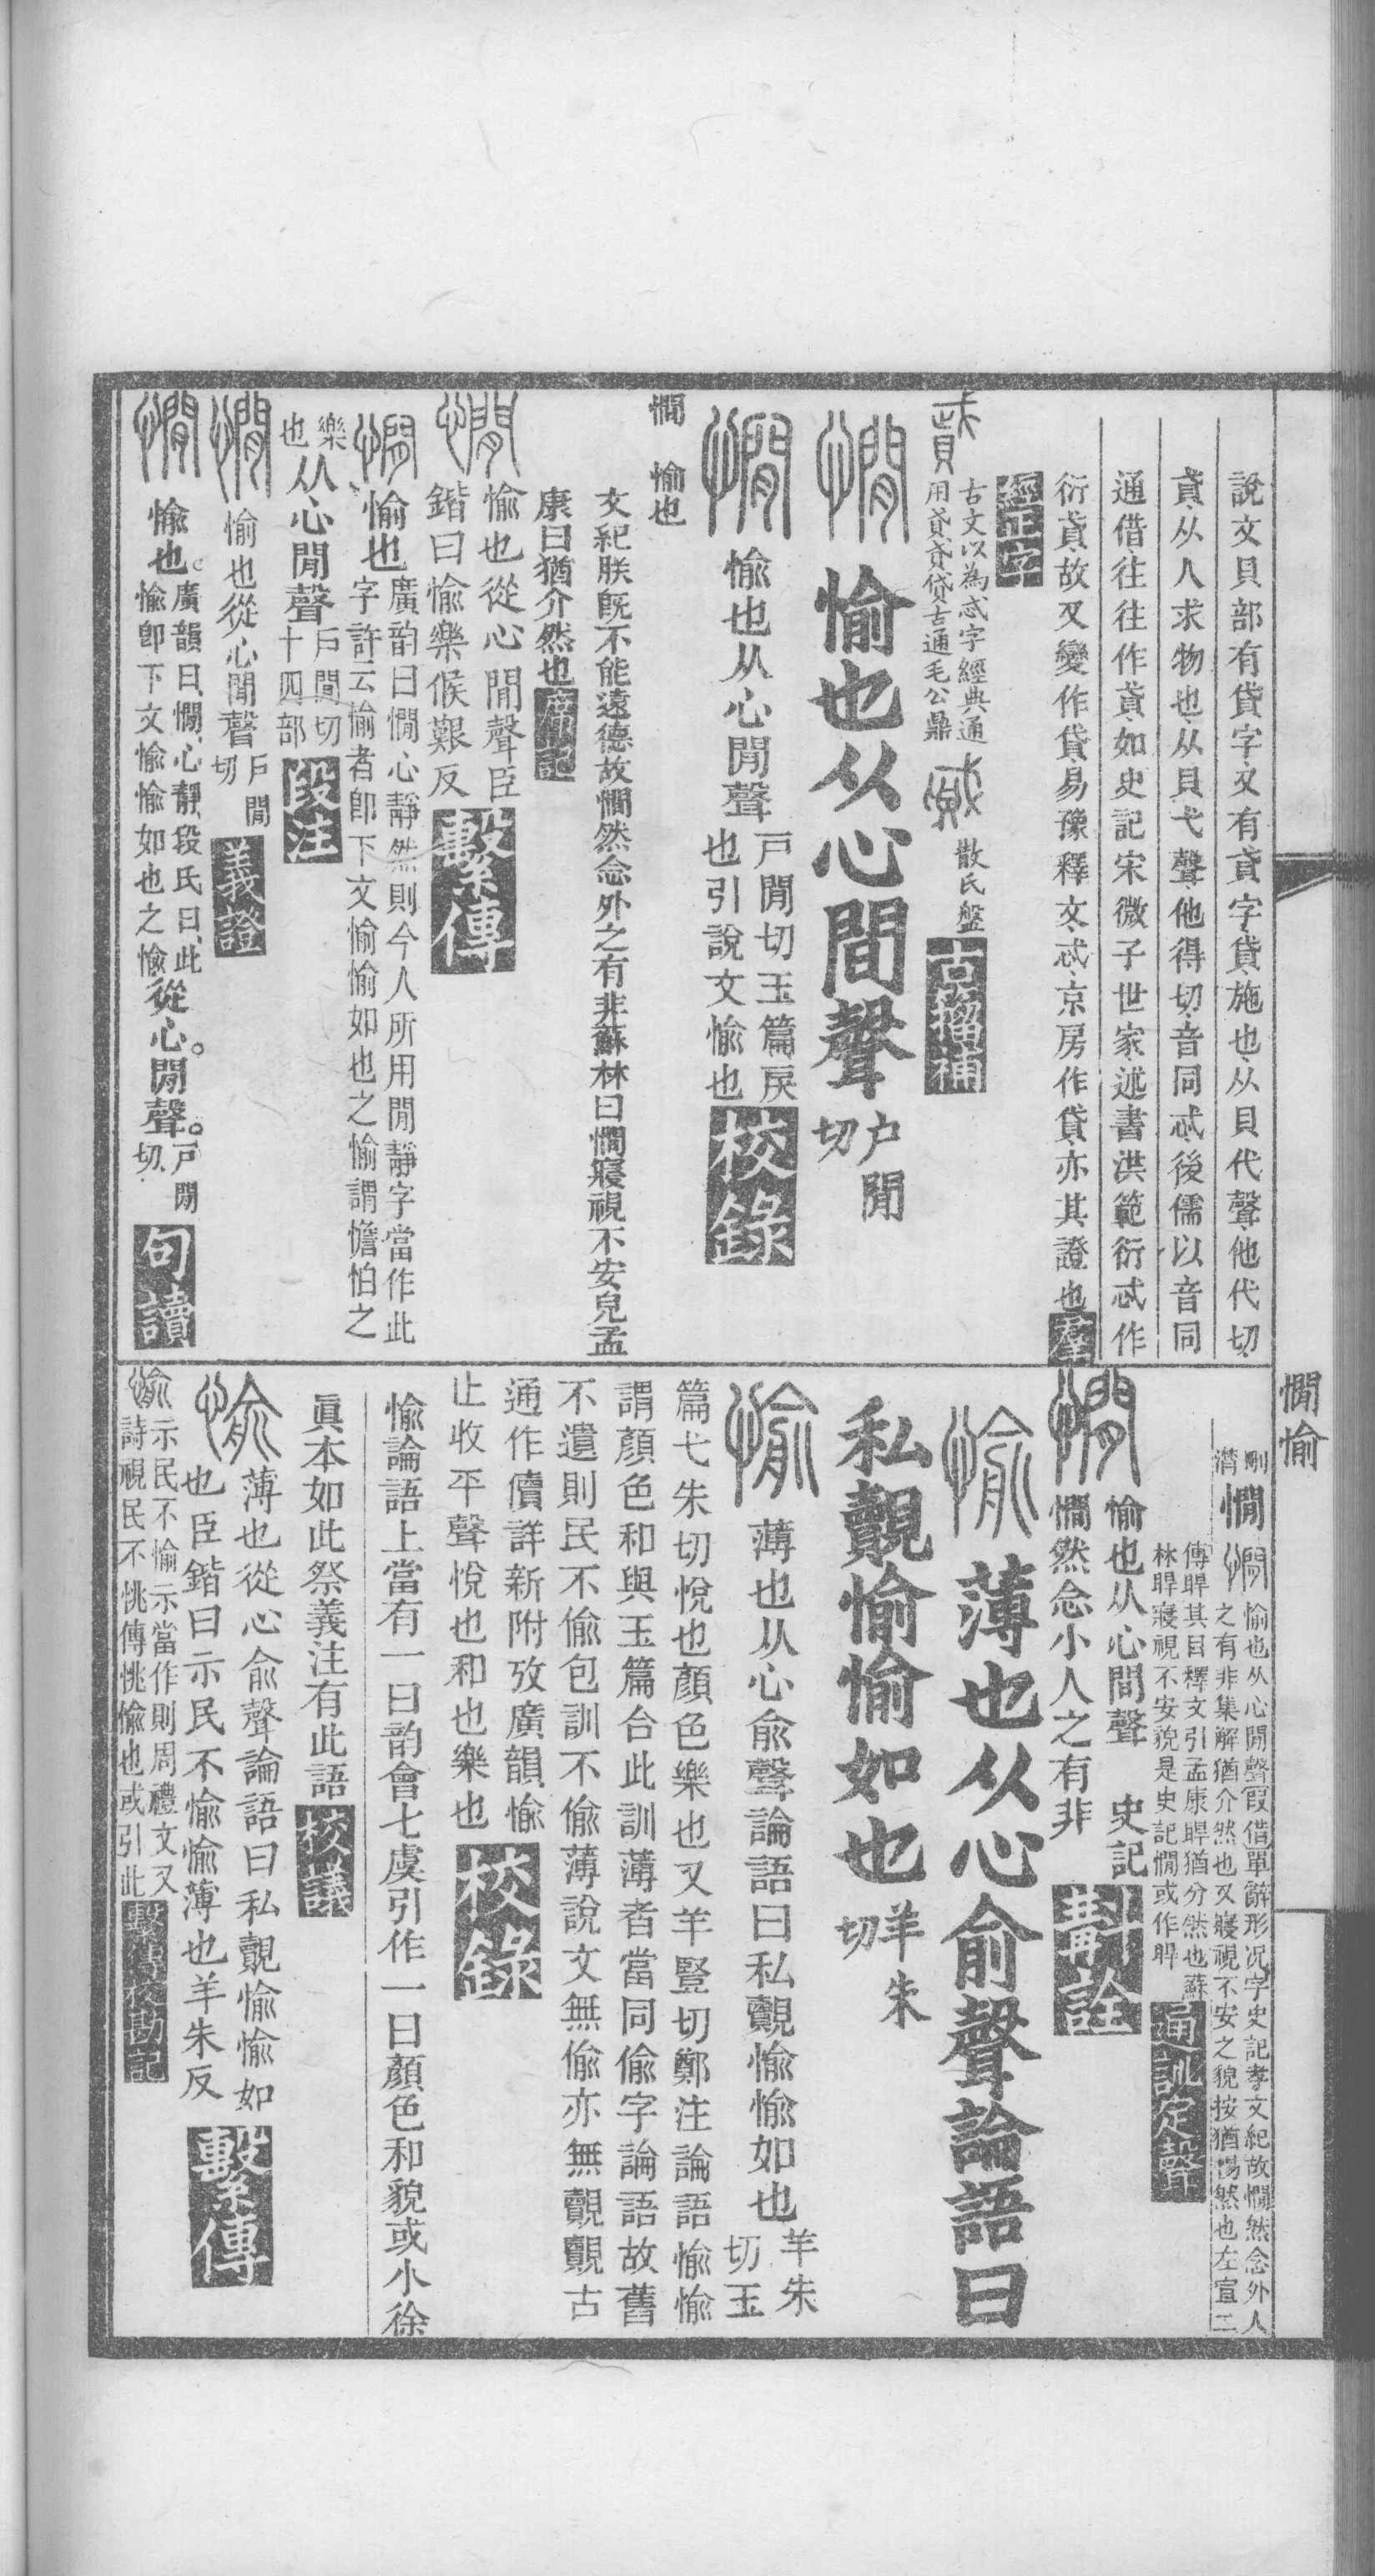 說文貝部有貸字又有貣字貸施也从貝代聲他代切
貣从人求物也从貝弋聲他得切音同忒後儒以音同
通借往往作貣如史記宋微子世家述書洪範衍忒作
衍貣故又變作貸易豫釋文忒京房作貸亦其證也羣
經正字
古文以為忒字經典通
用貣貣貸古通毛公鼎
散氏盤
古籀補
愉也从心閒聲
户閒
切
愉也从心閒聲
戸閒切玉篇戻
也引說文愉也
校錄
憪 愉也
文紀朕旣不能遠德故憪然念外之有非蘇林曰憪寢視不安皃孟
康曰猶介然也席記
愉也從心閒聲臣
鍇曰愉樂侯艱反
繫傳
愉也
廣韵曰憪心靜然則今人所用閒靜字當作此
字許云愉者卽下文愉愉如也之愉謂憺怕之
樂
也
从心閒聲
戶閒切
十四部
段注
愉也從心閒聲
戶閒
切
義證
愉也。
廣韻曰憪心靜段氏曰此
愉卽下文愉愉如也之愉
從心。閒聲。
戸閒
切
句讀
憪愉
剛
濟
憪
愉也从心閒聲叚借單辭形况字史記孝文紀故憪然念外人
之有非集解猶介然也又寢視不安之貌按猶惕然也左宣二
傳睅其目釋文引孟康睅猶分然也蘇
林睅寢視不安貌是史記憪或作睅
通訓定聲
愉也从心閒聲 史記
憪然念小人之有非
斠詮
薄也从心俞聲論語曰
私覿愉愉如也
羊朱
切
薄也从心俞聲論語曰私覿愉愉如也
羊朱
切玉
篇弋朱切悅也顏色樂也又羊豎切鄭注論語愉愉
謂顏色和與玉篇合此訓薄者當同偷字論語故舊
不遺則民不偷包訓不偷薄說文無偷亦無覿覿古
通作儥詳新附攷廣韻愉
止收平聲悅也和也樂也
校錄
愉論語上當有一曰韵會七虞引作一曰顏色和貌或小徐
眞本如此祭義注有此語
校議
薄也從心俞聲論語曰私覿愉愉如
也臣鍇曰示民不愉愉薄也羊朱反
繫傳
示民不愉示當作則周禮文又
詩視民不恌傳恌愉也或引此
繫傳校勘記